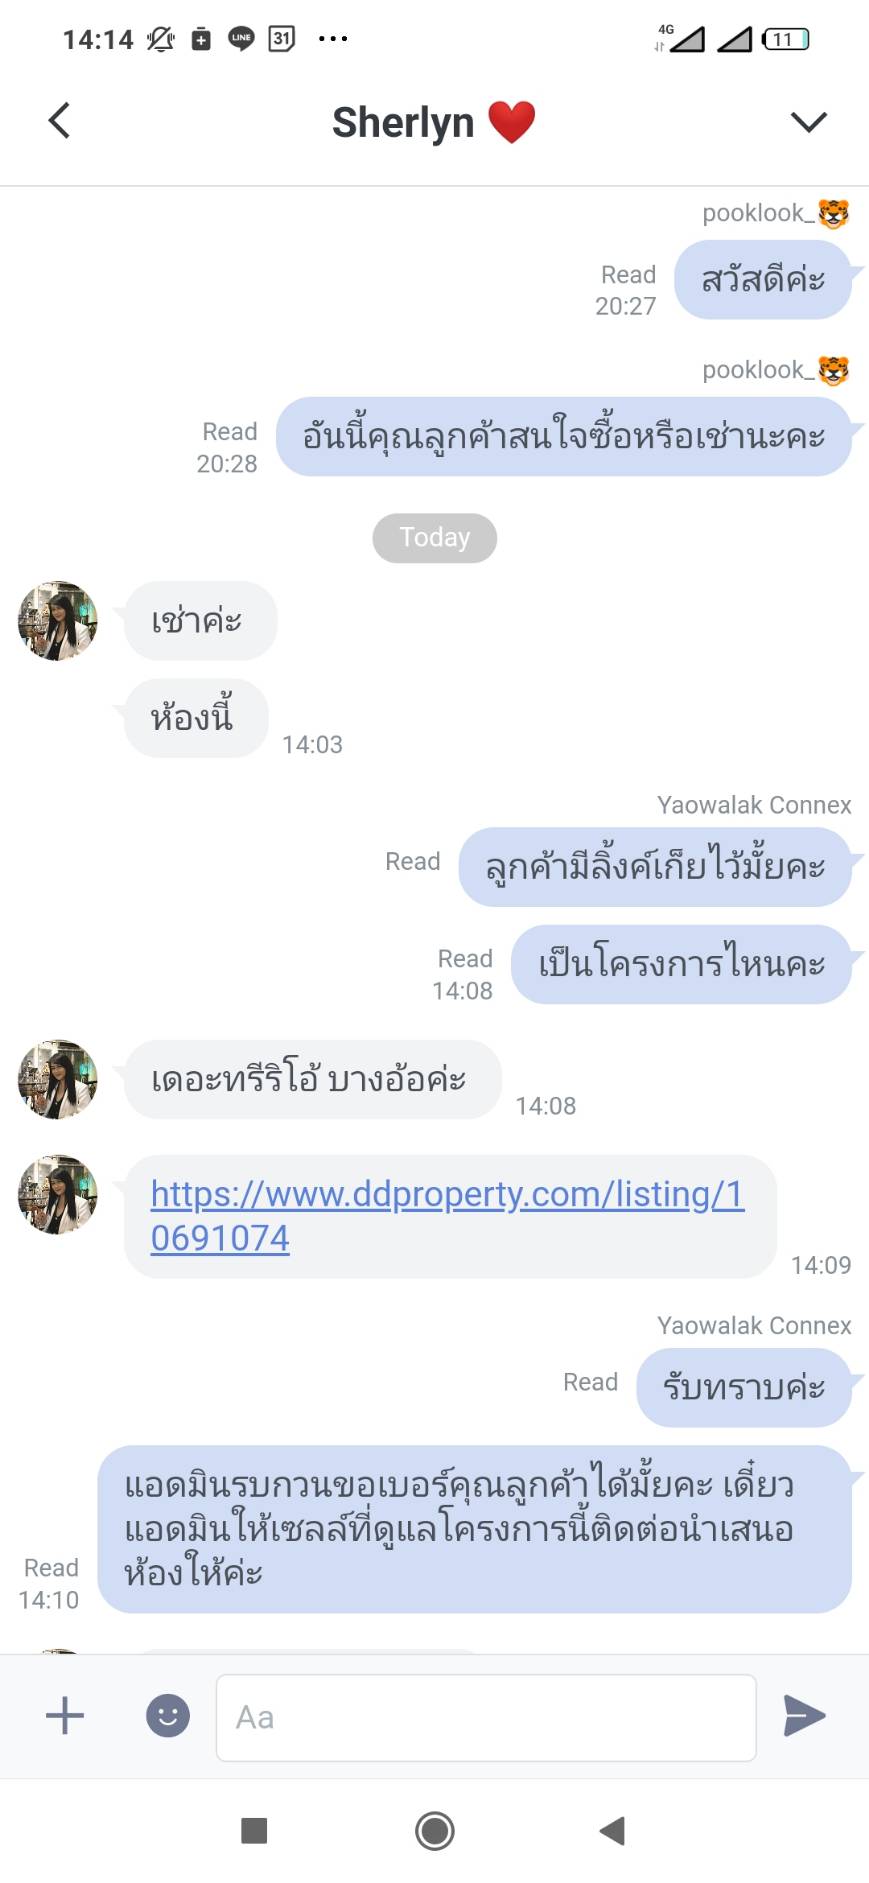 14:14
LINE
31
4G
11
Sherlyn ❤️
pooklook_🐯
สวัสดีค่ะ
Read
20:27
pooklook_🐯
อันนี้คุณลูกค้าสนใจซื้อหรือเช่านะคะ
Read
20:28
Today
เช่าค่ะ
ห้องนี้
14:03
Yaowalak Connex
ลูกค้ามีลิ้งค์เก็ยไว้มั้ยคะ
Read
เป็นโครงการไหนคะ
Read
14:08
เดอะทรีริโอ้ บางอ้อค่ะ
14:08
https://www.ddproperty.com/listing/1
0691074
14:09
Yaowalak Connex
รับทราบค่ะ
Read
แอดมินรบกวนขอเบอร์คุณลูกค้าได้มั้ยคะ เดี๋ยว
แอดมินให้เซลล์ที่ดูแลโครงการนี้ติดต่อนำเสนอ
ห้องให้ค่ะ
Read
14:10
Aa